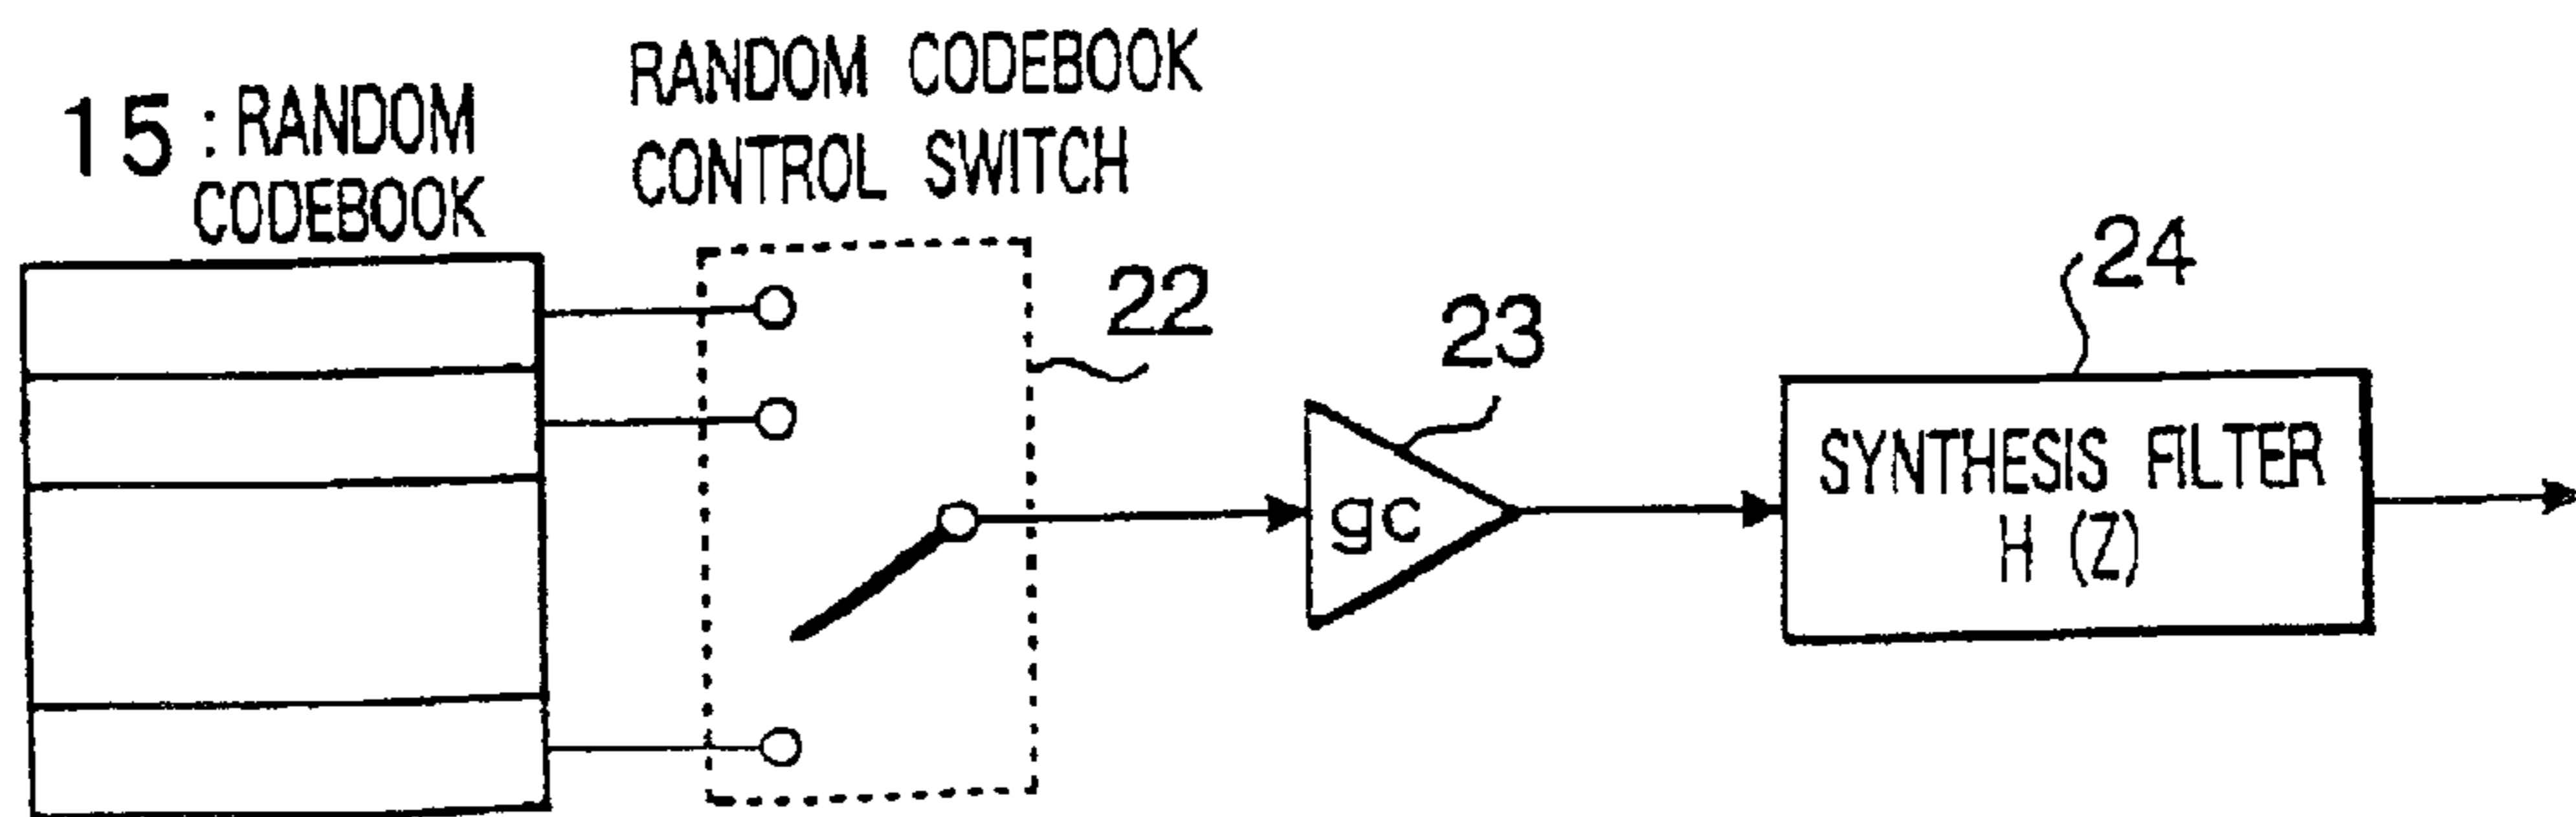 15 : RANDOM
CODEBOOK
RANDOM CODEBOOK
CONTROL SWITCH
22
23
gc
24
SYNTHESIS FILTER
H (Z)